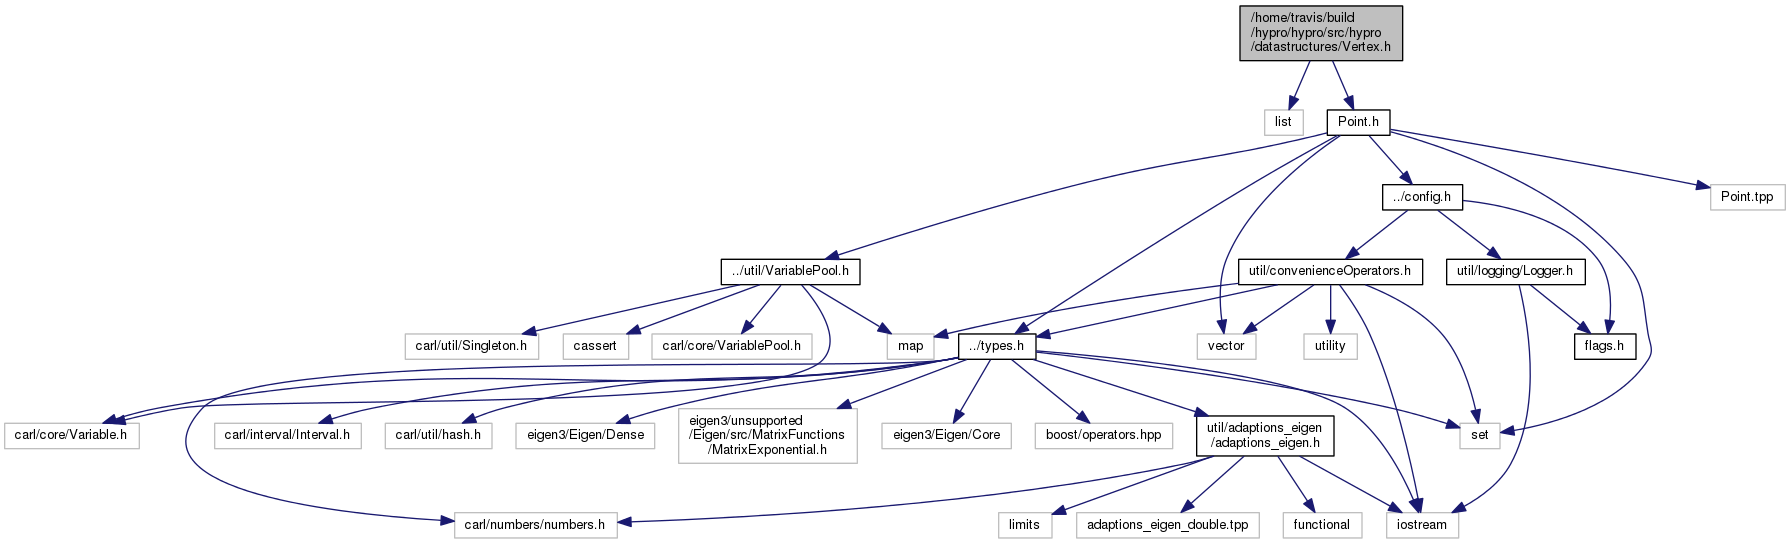 /home/travis/build
/hypro/hypro/src/hypro
/datastructures/Vertex.h
list
Point.h
../config.h
Point.tpp
../util/VariablePool.h
util/convenienceOperators.h
util/logging/Logger.h
carl/util/Singleton.h
cassert
carl/core/VariablePool.h
map
../types.h
vector
utility
flags.h
carl/core/Variable.h
carl/interval/Interval.h
carl/util/hash.h
eigen3/Eigen/Dense
eigen3/unsupported
/Eigen/src/MatrixFunctions
/MatrixExponential.h
eigen3/Eigen/Core
boost/operators.hpp
util/adaptions_eigen
/adaptions_eigen.h
set
carl/numbers/numbers.h
limits
adaptions_eigen_double.tpp
functional
iostream